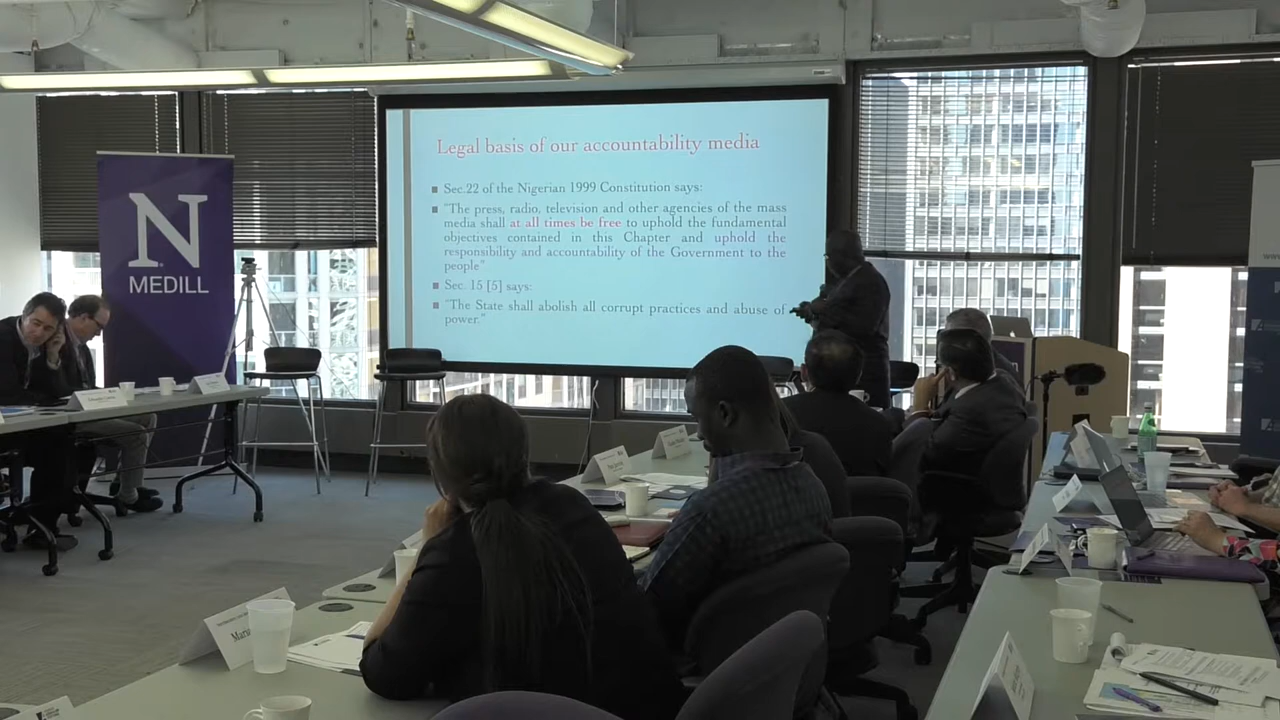 Legal basis of our accountability media
Sec.22 of the Nigerian 1999 Constitution says:
"The press, radio, television and other agencies of the mass
media shall at all times be free to uphold the fundamental
objectives contained in this Chapter and uphold the
responsibility and accountability of the Government to the
people"
Sec. 15 [5] says:
"The State shall abolish all corrupt practices and abuse of
power."
N
MEDILL